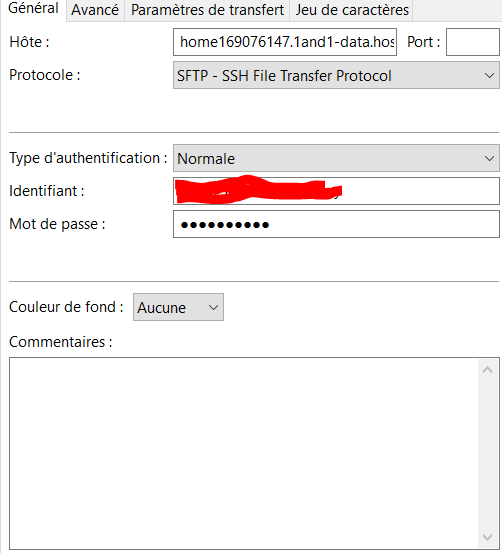 Général Avancé Paramètres de transfert Jeu de caractères
Hôte : home169076147.1and1-data.hos Port :
Protocole : SFTP - SSH File Transfer Protocol
Type d'authentification : Normale
Identifiant :
Mot de passe : ●●●●●●●●●●
Couleur de fond : Aucune
Commentaires :